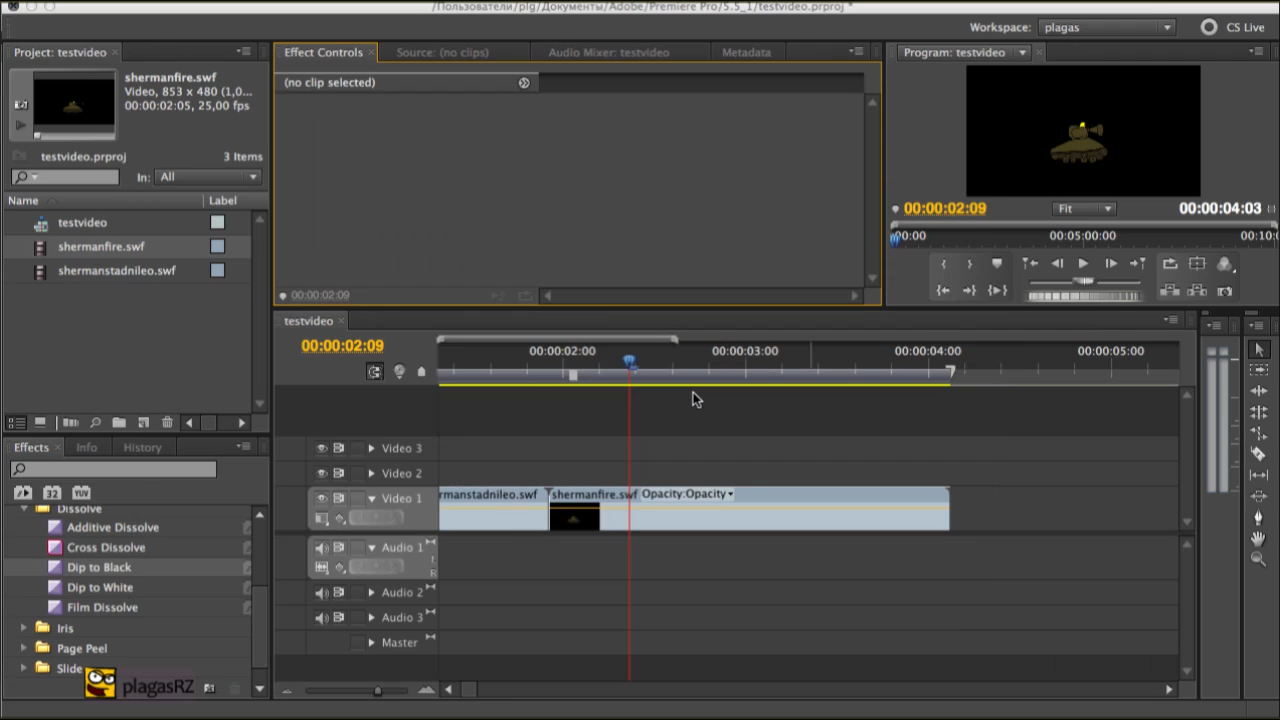 /Пользователи/plg/Документы/Adobe/Premiere Pro/5.5_1/testvideo.prproj *
Workspace: plagas
CS Live
Project: testvideo
Effect Controls
Source: (no clips)
Audio Mixer: testvideo
Metadata
Program: testvideo
shermanfire.swf
Video, 853 x 480 (1,0...
00:00:02:05, 25,00 fps
(no clip selected)
testvideo.prproj
3 Items
In: All
Name
Label
testvideo
shermanfire.swf
shermanstadnileo.swf
00:00:02:09
00:00:02:09
Fit
00:00:04:03
00:00
00:05:00:00
00:10:
testvideo
00:00:02:09
00:00:02:00
00:00:03:00
00:00:04:00
00:00:05:00
Effects
Info
History
32
YUV
Dissolve
Additive Dissolve
Cross Dissolve
Dip to Black
Dip to White
Film Dissolve
Iris
Page Peel
Slide
plagasRZ
Video 3
Video 2
Video 1
rmanstadnileo.swf
shermanfire.swf Opacity:Opacity
Audio 1
L
R
Audio 2
Audio 3
Master